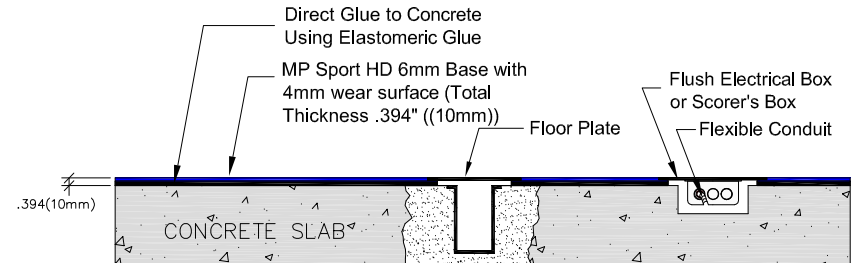 Direct Glue to Concrete
Using Elastomeric Glue
MP Sport HD 6mm Base with
4mm wear surface (Total
Thickness .394" ((10mm))
Floor Plate
Flush Electrical Box
or Scorer's Box
Flexible Conduit
.394(10mm)
CONCRETE SLAB